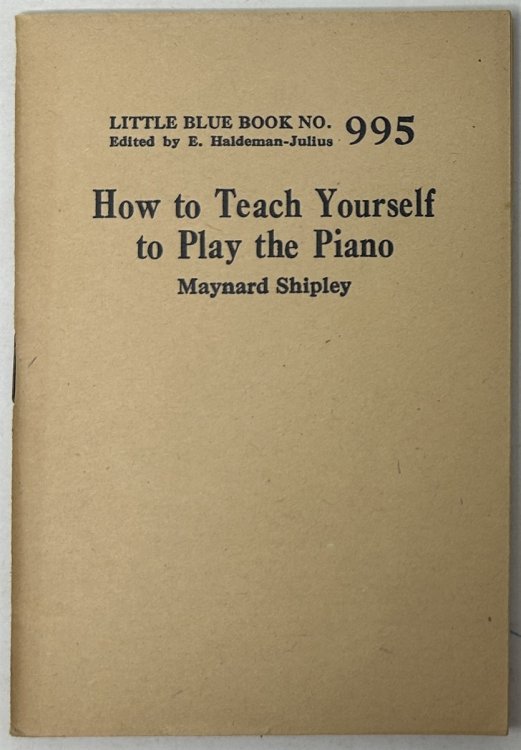 LITTLE BLUE BOOK NO. 995
Edited by E. Haldeman-Julius
How to Teach Yourself
to Play the Piano
Maynard Shipley